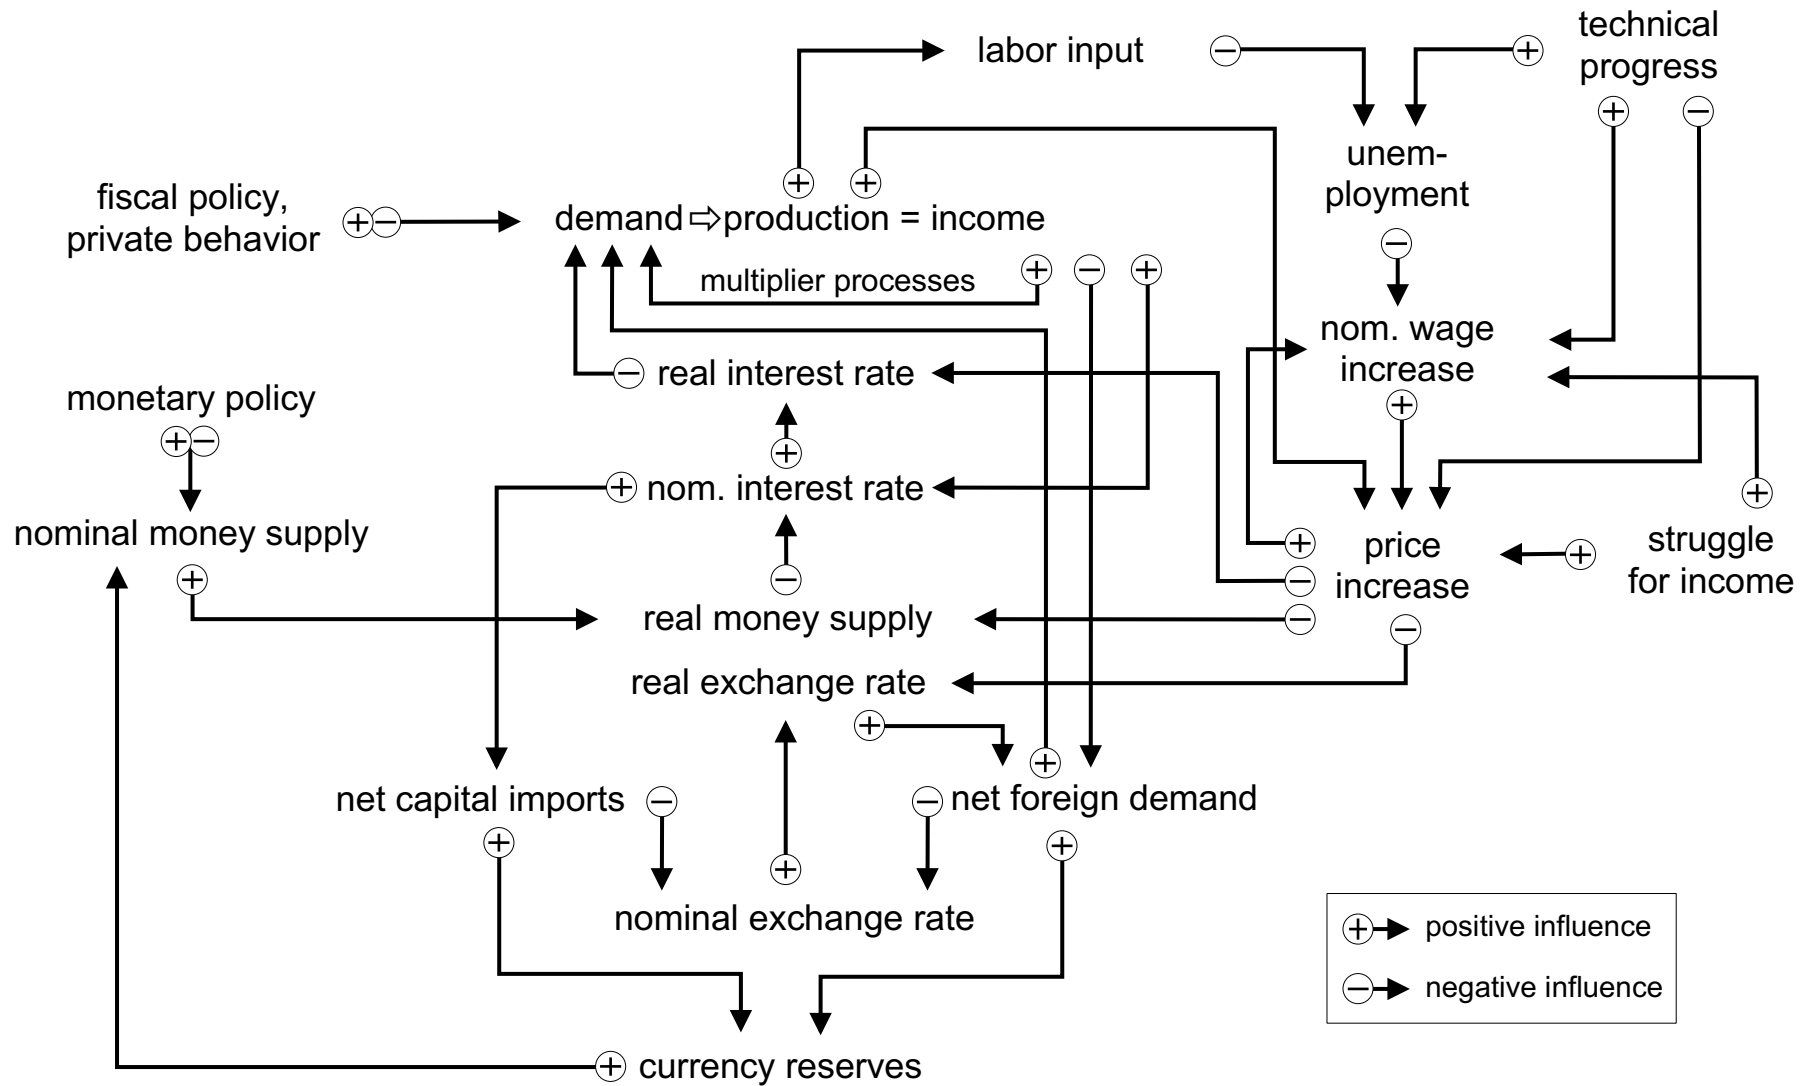 technical
progress
labor input
unem-
ployment
fiscal policy,
private behavior
demand⇨production = income
multiplier processes
nom. wage
increase
real interest rate
monetary policy
nom. interest rate
nominal money supply
price
increase
struggle
for income
real money supply
real exchange rate
net capital imports
net foreign demand
nominal exchange rate
positive influence
negative influence
currency reserves